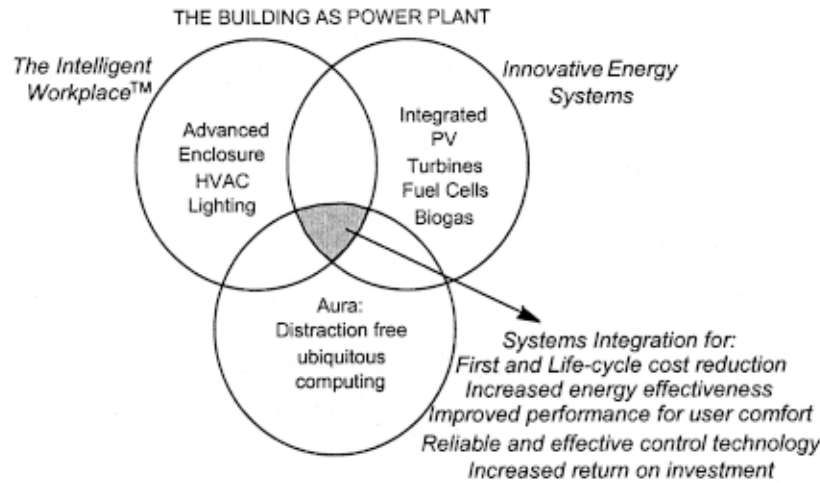 THE BUILDING AS POWER PLANT
The Intelligent
Workplace™
Innovative Energy
Systems
Advanced
Enclosure
HVAC
Lighting
Integrated
PV
Turbines
Fuel Cells
Biogas
Aura:
Distraction free
ubiquitous
computing
Systems Integration for:
First and Life-cycle cost reduction
Increased energy effectiveness
Improved performance for user comfort
Reliable and effective control technology
Increased return on investment